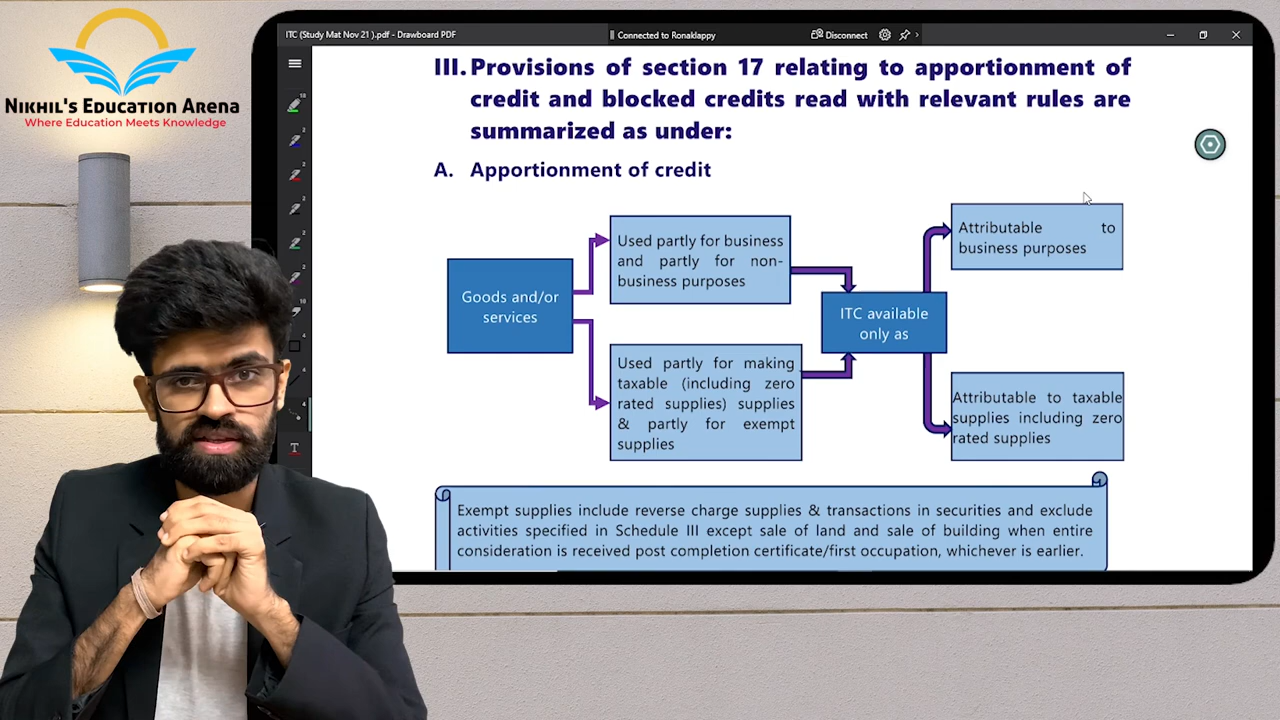 NIKHIL'S EDUCATION ARENA
Where Education Meets Knowledge
ITC (Study Mat Nov 21 ).pdf - Drawboard PDF
Connected to Ronaklappy
Disconnect
III. Provisions of section 17 relating to apportionment of
credit and blocked credits read with relevant rules are
summarized as under:
A. Apportionment of credit
Goods and/or
services
Used partly for business
and partly for non-
business purposes
Used partly for making
taxable (including zero
rated supplies) supplies
& partly for exempt
supplies
ITC available
only as
Attributable to
business purposes
Attributable to taxable
supplies including zero
rated supplies
Exempt supplies include reverse charge supplies & transactions in securities and exclude
activities specified in Schedule III except sale of land and sale of building when entire
consideration is received post completion certificate/first occupation, whichever is earlier.